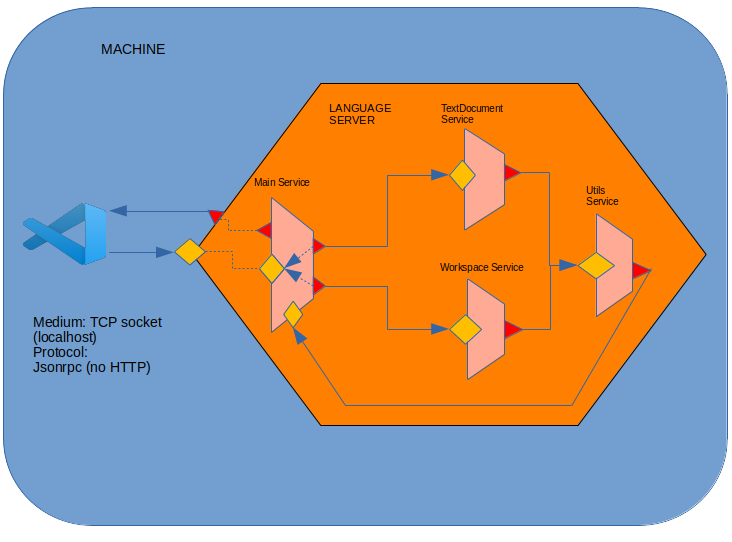 MACHINE
LANGUAGE
SERVER
TextDocument
Service
Main Service
Utils
Service
Workspace Service
Medium: TCP socket
(localhost)
Protocol:
Jsonrpc (no HTTP)